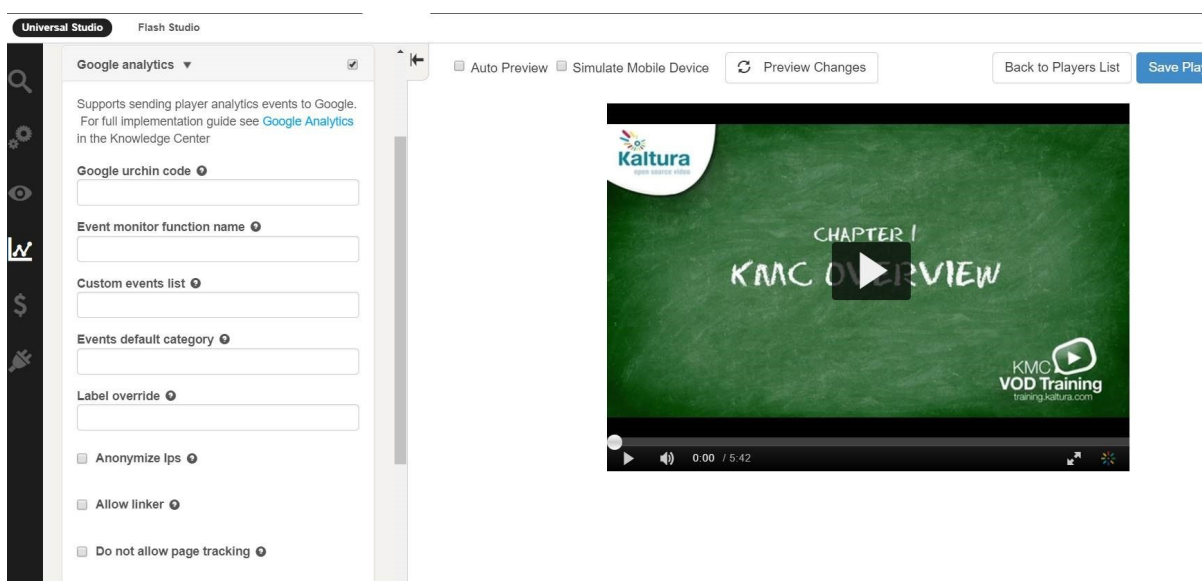 Universal Studio
Flash Studio
Google analytics
Supports sending player analytics events to Google.
For full implementation guide see Google Analytics
in the Knowledge Center
Google urchin code
Event monitor function name
Custom events list
Events default category
Label override
Anonymize Ips
Allow linker
Do not allow page tracking
Auto Preview
Simulate Mobile Device
Preview Changes
Back to Players List
Save Pla
Kaltura
open source video
CHAPTER 1
KMC OVERVIEW
KMC
VOD Training
training.kaltura.com
0:00 / 5:42